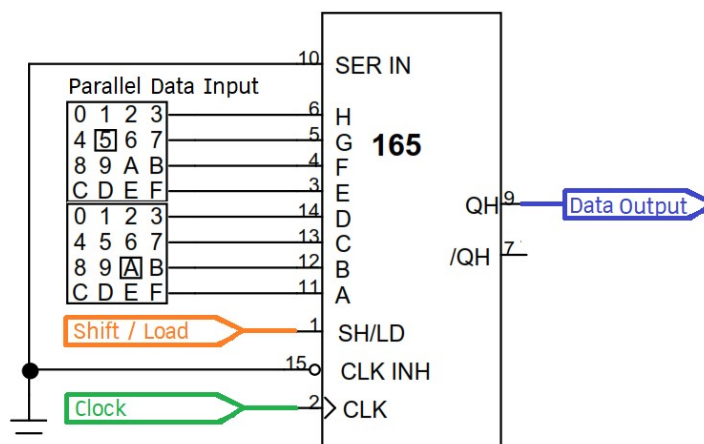 10 SER IN
Parallel Data Input
0 1 2 3 6 H
4 5 6 7 5 G 165
8 9 A B 4 F
C D E F 3 E
0 1 2 3 14 D QH 9 Data Output
4 5 6 7 13 C
8 9 A B 12 B /QH 7
C D E F 11 A
Shift / Load 1 SH/LD
15 CLK INH
Clock 2 CLK